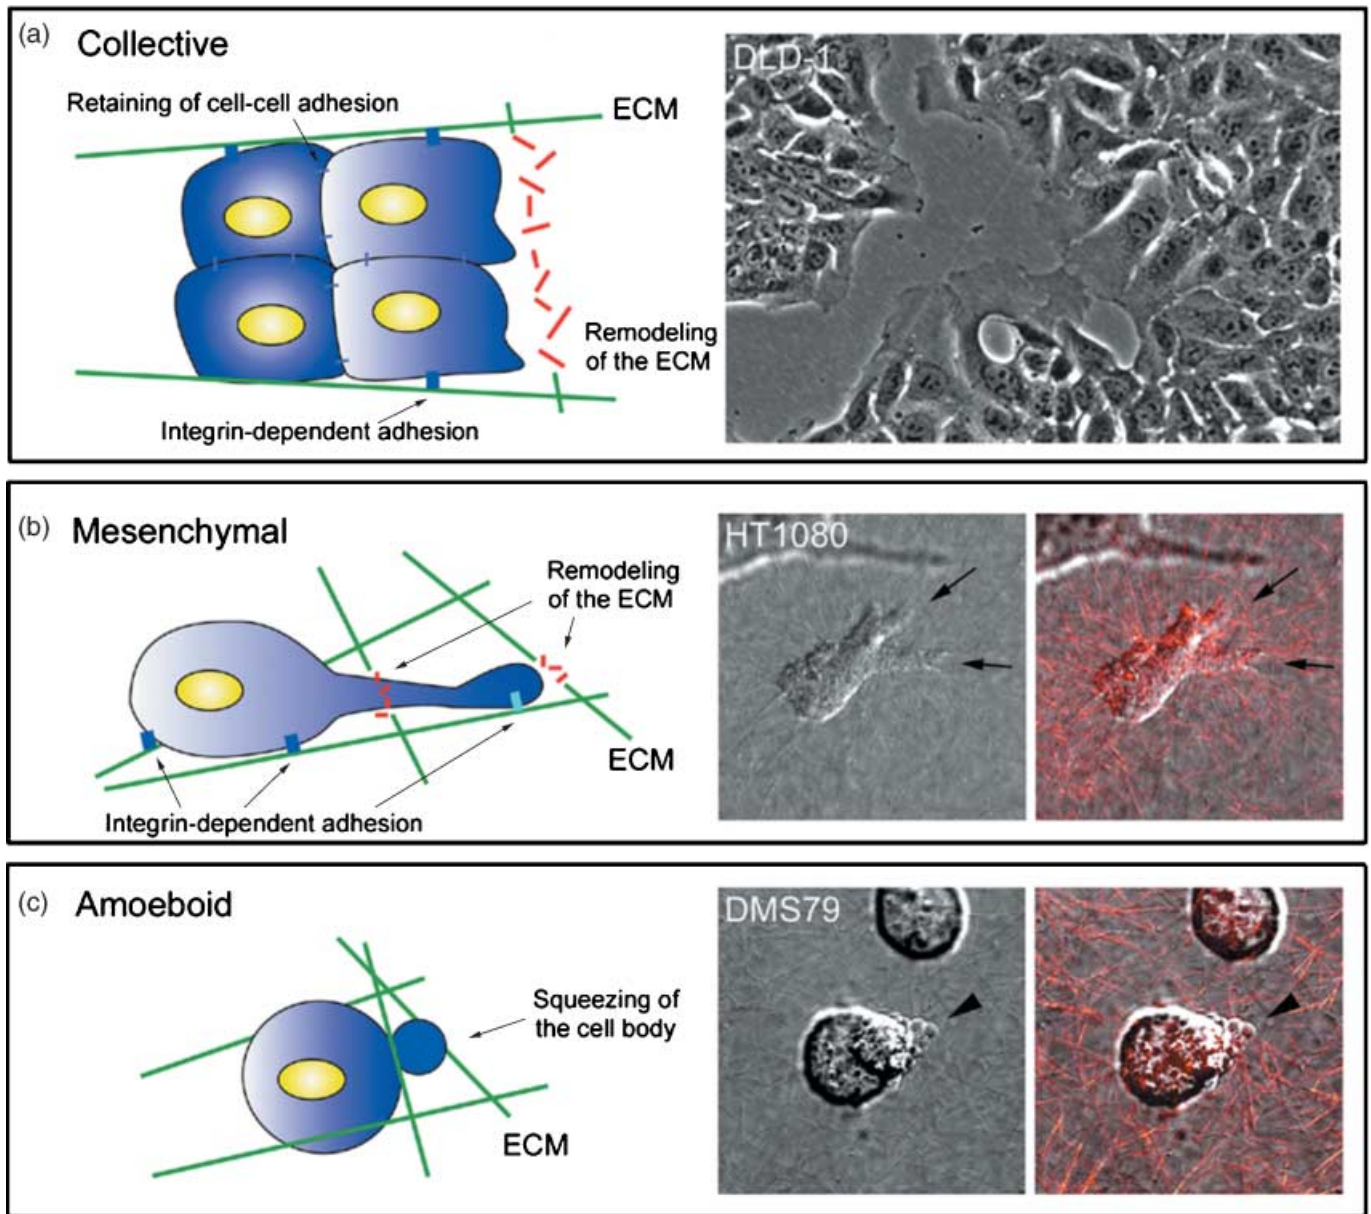 (a) Collective
Retaining of cell-cell adhesion
ECM
Remodeling
of the ECM
Integrin-dependent adhesion
DLD-1
(b) Mesenchymal
Remodeling
of the ECM
ECM
Integrin-dependent adhesion
HT1080
(c) Amoeboid
Squeezing of
the cell body
ECM
DMS79